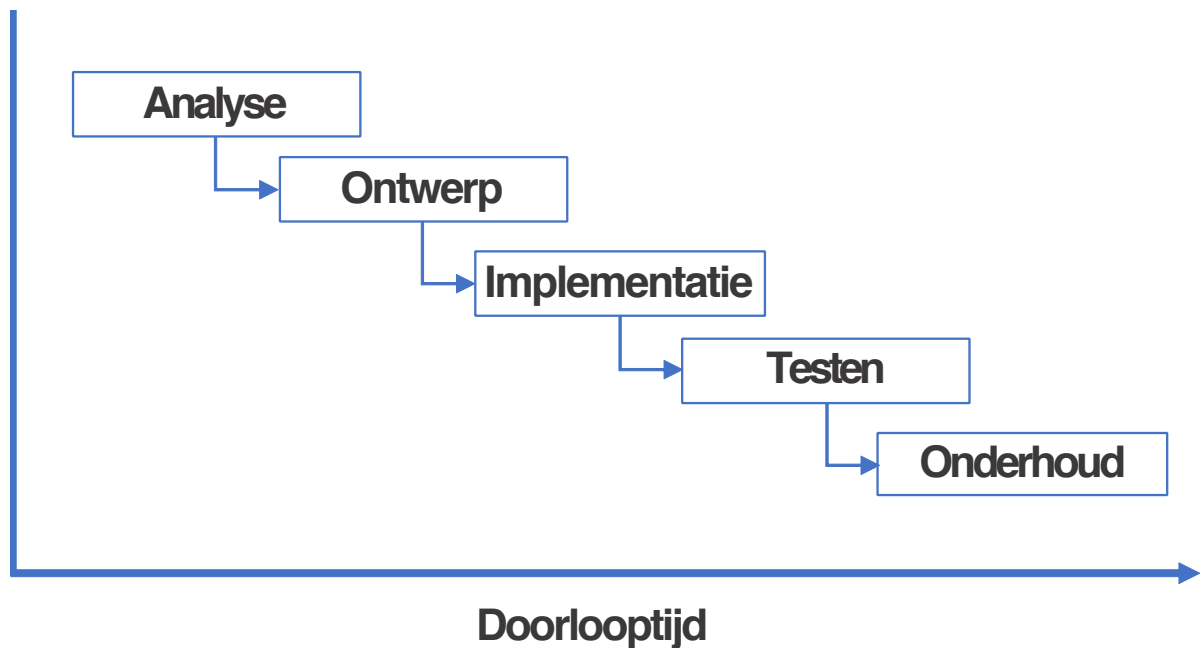 Analyse
Ontwerp
Implementatie
Testen
Onderhoud
Doorlooptijd